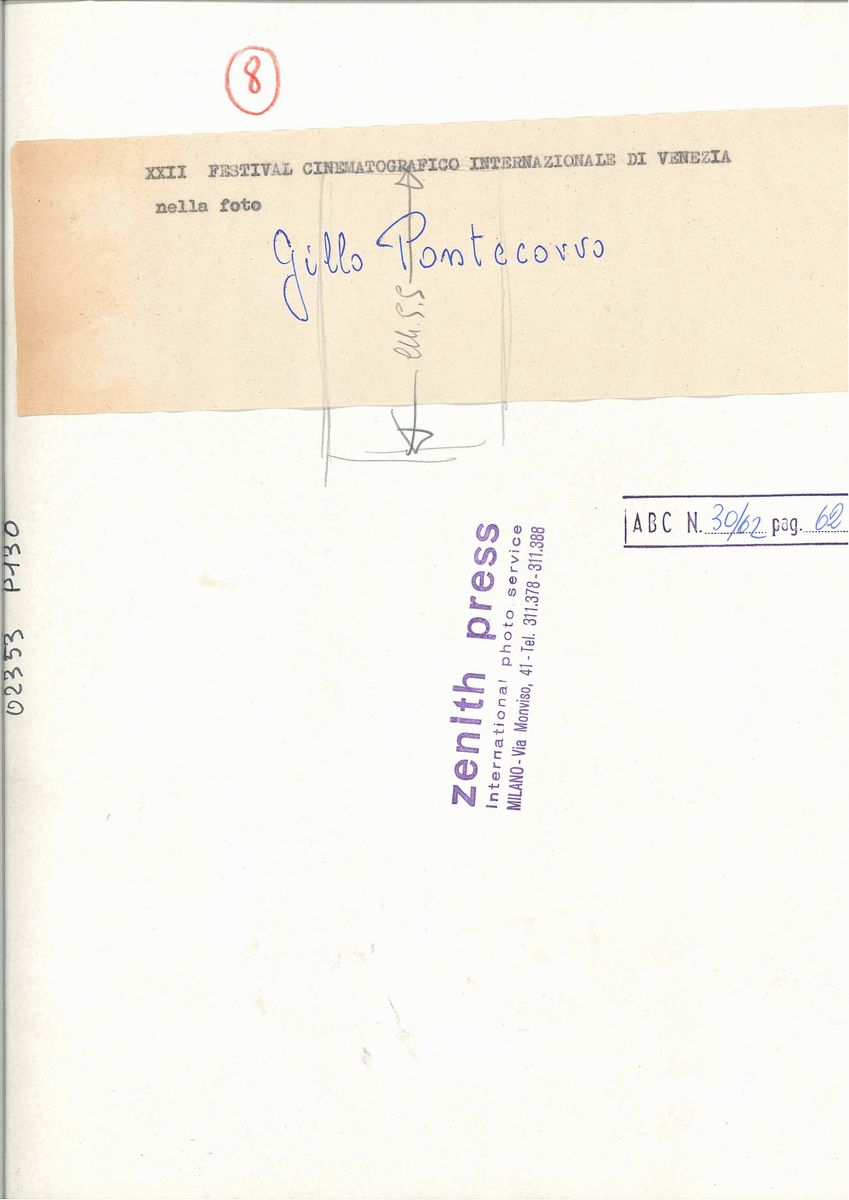 8
XXII FESTIVAL CINEMATOGRAFICO INTERNAZIONALE DI VENEZIA
nella foto
Gillo Pontecorvo
cm. 5.5
ABC N. 30/62 pag. 62
zenith press
International photo service
MILANO - Via Monviso, 41 - Tel. 311.378 - 311.388
02353 P130